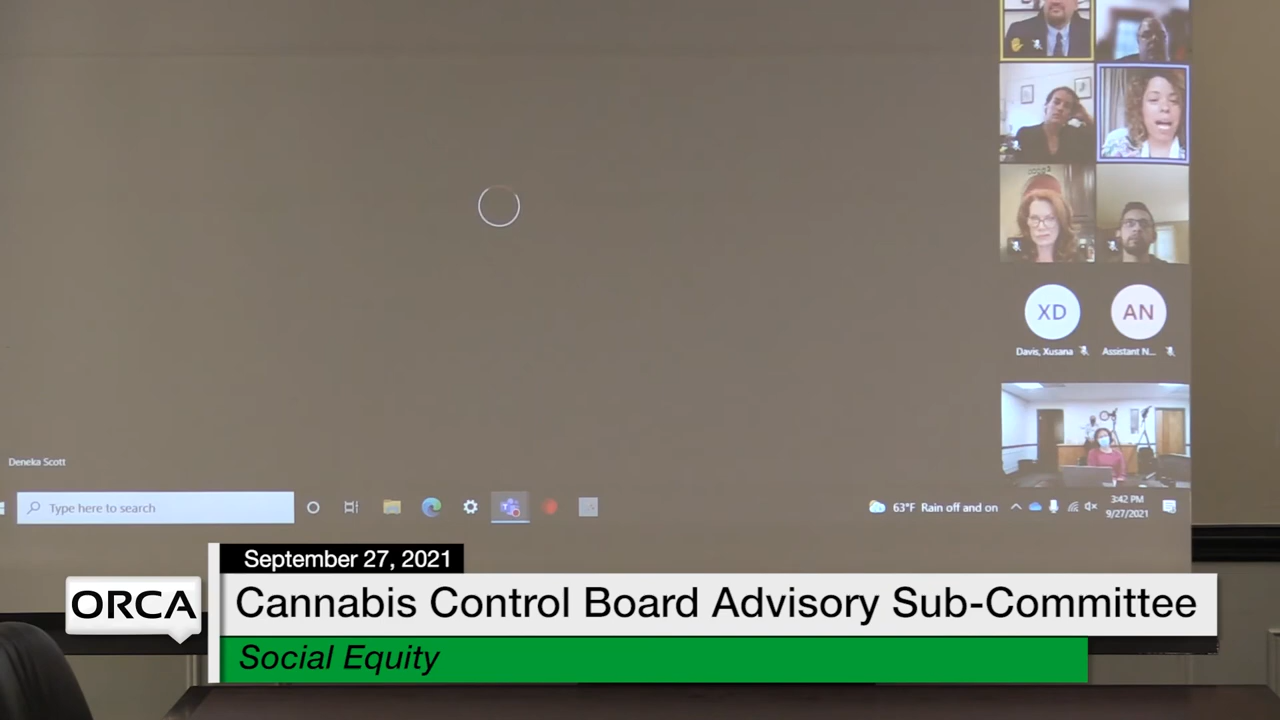 XD
AN
Davis, Xusana
Assistant N...
Deneka Scott
Type here to search
63°F Rain off and on
3:42 PM
9/27/2021
September 27, 2021
ORCA
Cannabis Control Board Advisory Sub-Committee
Social Equity